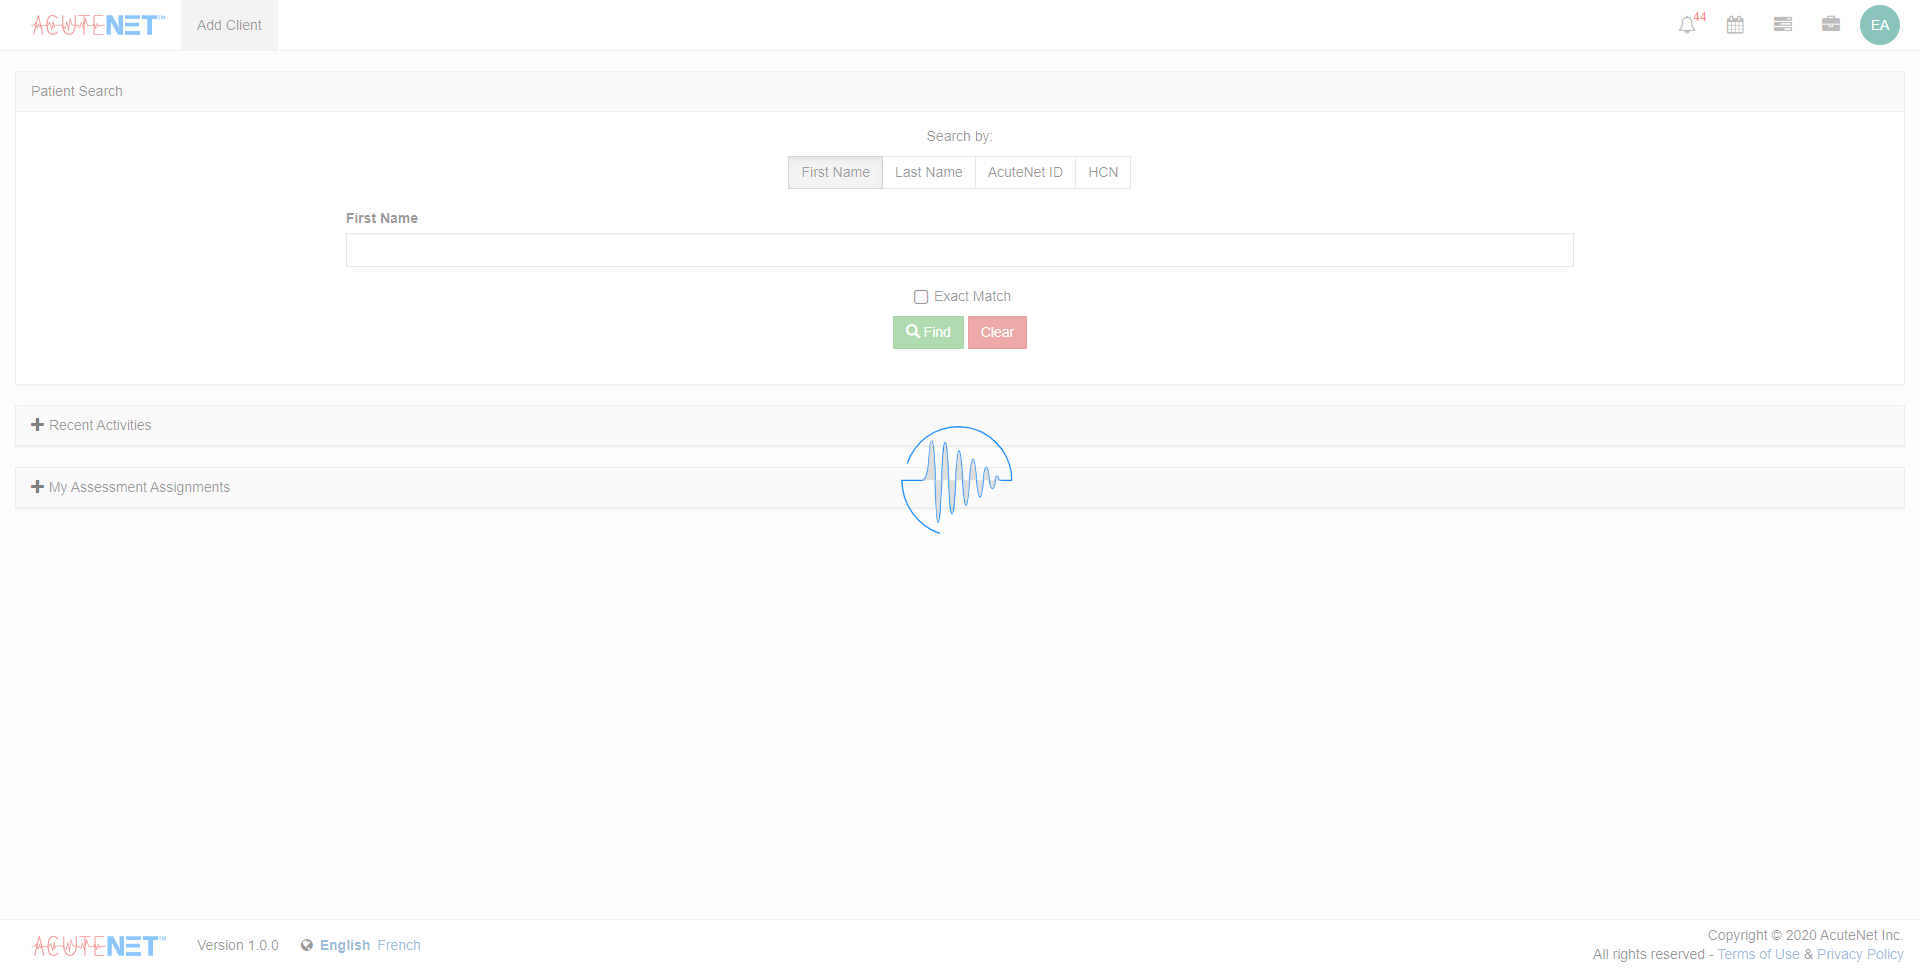 ACUTENET™ Add Client 44 EA
Patient Search
Search by:
First Name Last Name AcuteNet ID HCN
First Name
Exact Match
Find Clear
Recent Activities
My Assessment Assignments
ACUTENET™ Version 1.0.0 English French
Copyright © 2020 AcuteNet Inc.
All rights reserved - Terms of Use & Privacy Policy